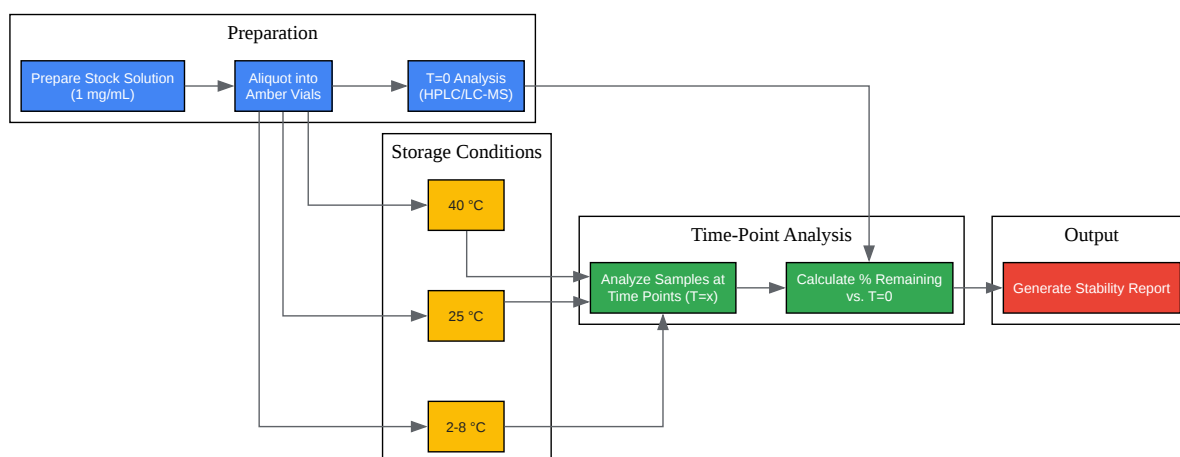 Preparation
Prepare Stock Solution
(1 mg/mL)
Aliquot into
Amber Vials
T=0 Analysis
(HPLC/LC-MS)
Storage Conditions
40 °C
25 °C
2-8 °C
Time-Point Analysis
Analyze Samples at
Time Points (T=x)
Calculate % Remaining
vs. T=0
Output
Generate Stability Report